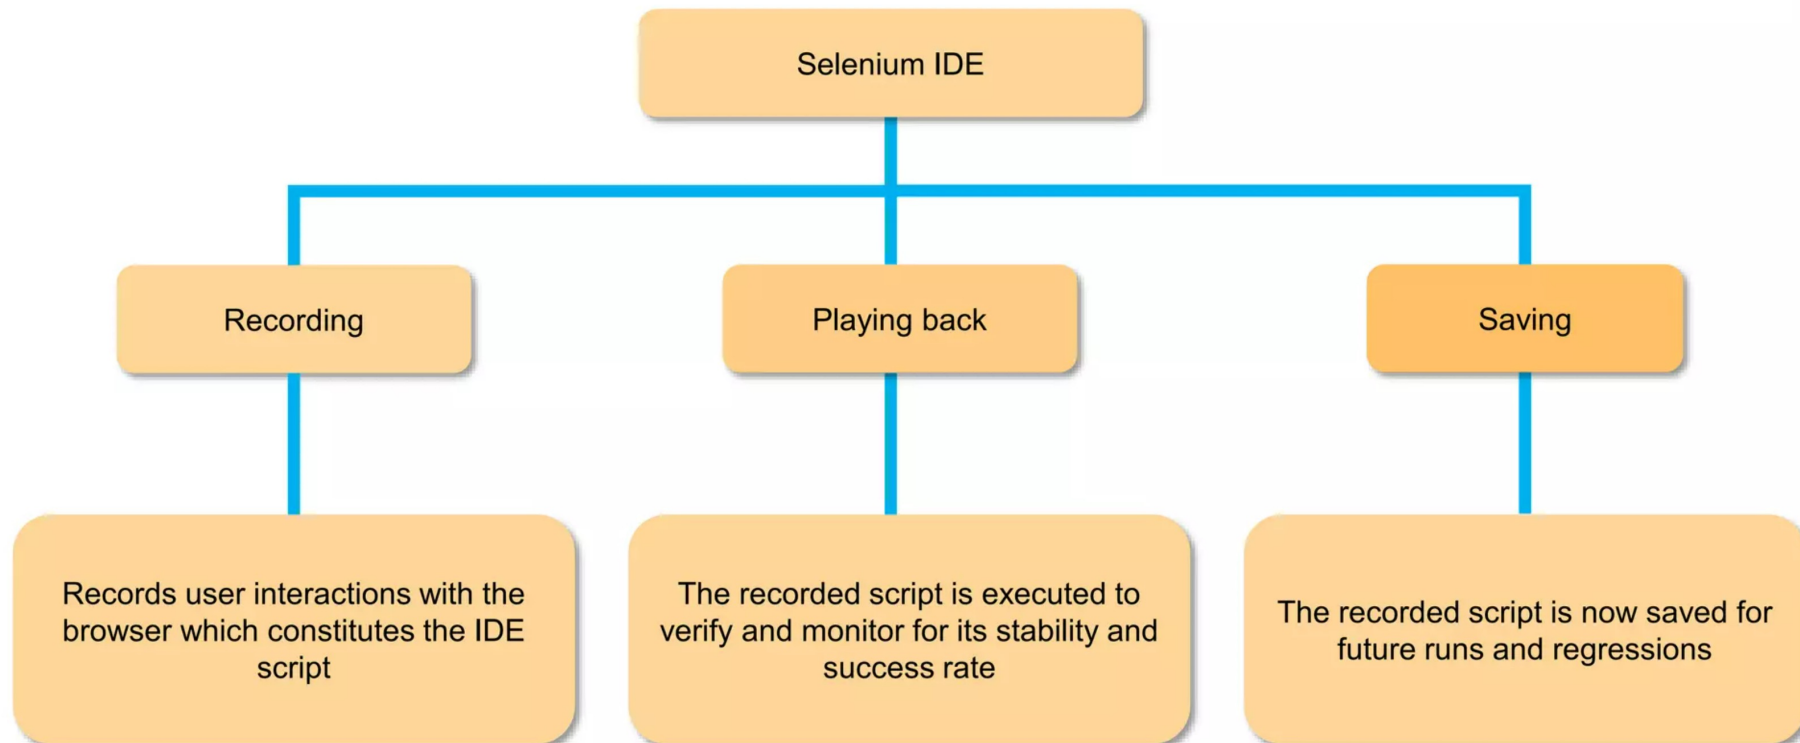 Selenium IDE
Recording
Playing back
Saving
Records user interactions with the
browser which constitutes the IDE
script
The recorded script is executed to
verify and monitor for its stability and
success rate
The recorded script is now saved for
future runs and regressions